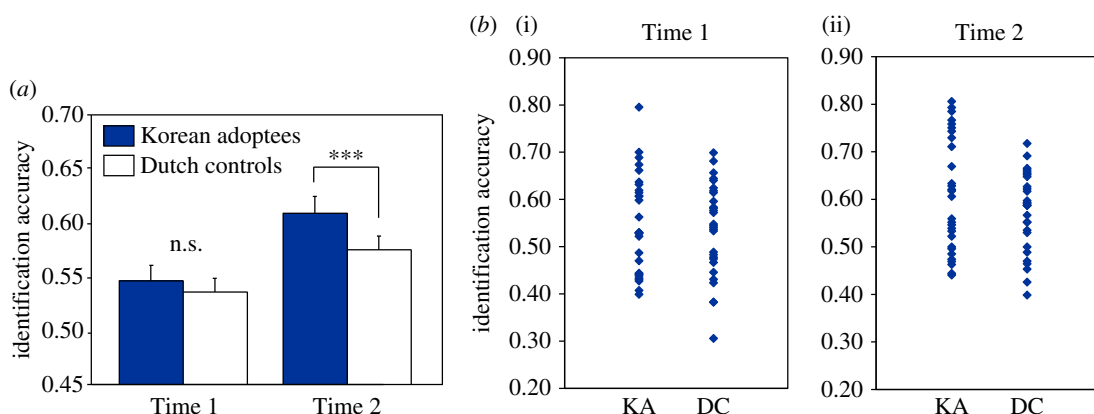 (a)
0.70
0.65
0.60
0.55
0.50
0.45
identification accuracy
Korean adoptees
Dutch controls
n.s.
***
Time 1 Time 2
(b) (i) Time 1
0.90
0.80
0.70
0.60
0.50
0.40
0.30
0.20
identification accuracy
KA DC
(ii) Time 2
0.90
0.80
0.70
0.60
0.50
0.40
0.30
0.20
KA DC